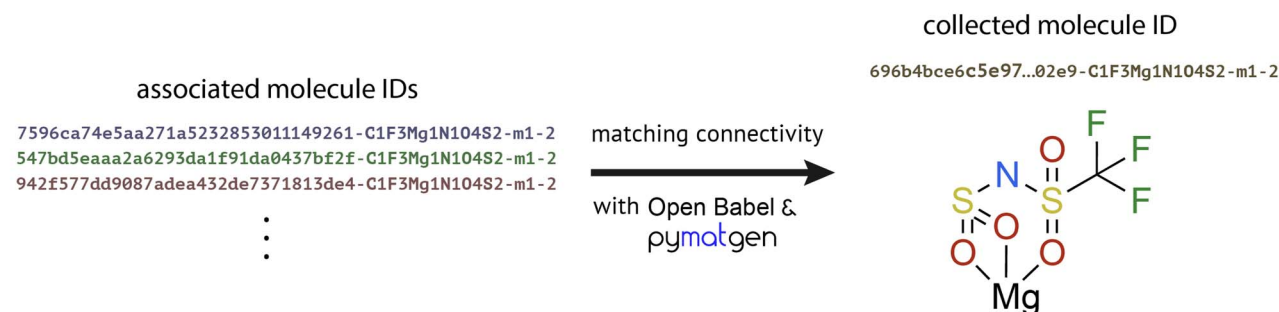 collected molecule ID
696b4bce6c5e97...02e9-C1F3Mg1N1O4S2-m1-2
associated molecule IDs
7596ca74e5aa271a5232853011149261-C1F3Mg1N1O4S2-m1-2
547bd5eaaa2a6293da1f91da0437bf2f-C1F3Mg1N1O4S2-m1-2
942f577dd9087adea432de7371813de4-C1F3Mg1N1O4S2-m1-2
matching connectivity
with Open Babel &
pymatgen
F
O F
N
S S F
O
O O
Mg